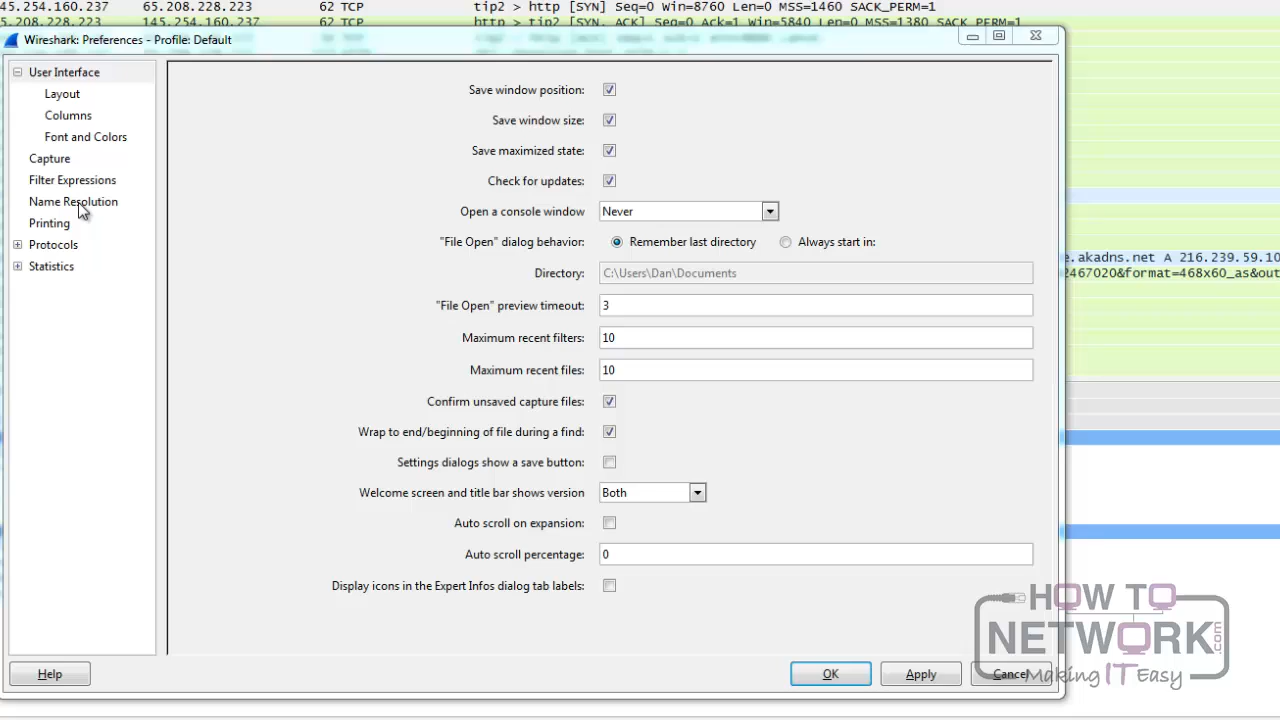 45.254.160.237 65.208.228.223 62 TCP tip2 > http [SYN] Seq=0 Win=8760 Len=0 MSS=1460 SACK_PERM=1
5.208.228.223 145.254.160.237 62 TCP http > tip2 [SYN, ACK] Seq=0 Ack=1 Win=5840 Len=0 MSS=1380 SACK_PERM=1
Wireshark: Preferences - Profile: Default
User Interface
Layout
Columns
Font and Colors
Capture
Filter Expressions
Name Resolution
Printing
Protocols
Statistics
Save window position:
Save window size:
Save maximized state:
Check for updates:
Open a console window Never
"File Open" dialog behavior: Remember last directory Always start in:
Directory: C:\Users\Dan\Documents
"File Open" preview timeout: 3
Maximum recent filters: 10
Maximum recent files: 10
Confirm unsaved capture files:
Wrap to end/beginning of file during a find:
Settings dialogs show a save button:
Welcome screen and title bar shows version Both
Auto scroll on expansion:
Auto scroll percentage: 0
Display icons in the Expert Infos dialog tab labels:
e.akadns.net A 216.239.59.10
2467020&format=468x60_as&out
Help
OK
Apply
Cancel
HOW TO
NETWORK.com
Making IT Easy